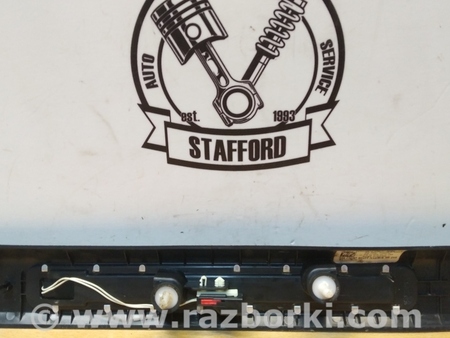 AUTO
SERVICE
est.
1993
STAFFORD
© - www.razborki.com/